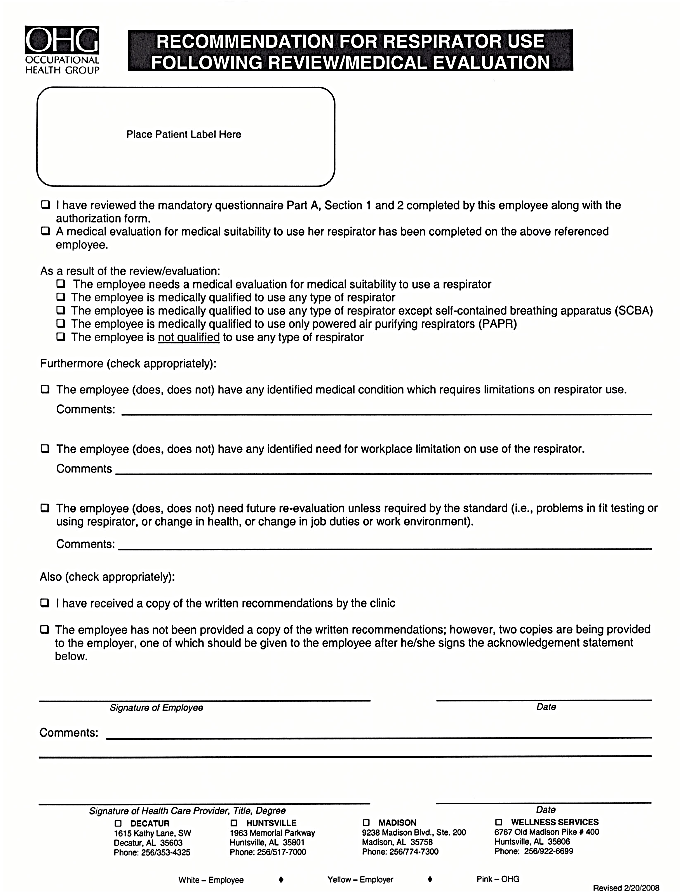 OHG
OCCUPATIONAL
HEALTH GROUP
RECOMMENDATION FOR RESPIRATOR USE
FOLLOWING REVIEW/MEDICAL EVALUATION
Place Patient Label Here
❑ I have reviewed the mandatory questionnaire Part A, Section 1 and 2 completed by this employee along with the
authorization form.
❑ A medical evaluation for medical suitability to use her respirator has been completed on the above referenced
employee.
As a result of the review/evaluation:
❑ The employee needs a medical evaluation for medical suitability to use a respirator
❑ The employee is medically qualified to use any type of respirator
❑ The employee is medically qualified to use any type of respirator except self-contained breathing apparatus (SCBA)
❑ The employee is medically qualified to use only powered air purifying respirators (PAPR)
❑ The employee is not qualified to use any type of respirator
Furthermore (check appropriately):
❑ The employee (does, does not) have any identified medical condition which requires limitations on respirator use.
Comments:
❑ The employee (does, does not) have any identified need for workplace limitation on use of the respirator.
Comments
❑ The employee (does, does not) need future re-evaluation unless required by the standard (i.e., problems in fit testing or
using respirator, or change in health, or change in job duties or work environment).
Comments:
Also (check appropriately):
❑ I have received a copy of the written recommendations by the clinic
❑ The employee has not been provided a copy of the written recommendations; however, two copies are being provided
to the employer, one of which should be given to the employee after he/she signs the acknowledgement statement
below.
Signature of Employee Date
Comments:
Signature of Health Care Provider, Title, Degree Date
❑ DECATUR ❑ HUNTSVILLE ❑ MADISON ❑ WELLNESS SERVICES
1615 Kathy Lane, SW 1963 Memorial Parkway 9238 Madison Blvd., Ste. 200 6767 Old Madison Pike # 400
Decatur, AL 35603 Huntsville, AL 35801 Madison, AL 35758 Huntsville, AL 35806
Phone: 256/353-4325 Phone: 256/517-7000 Phone: 256/774-7300 Phone: 256/922-6699
White – Employee ♦ Yellow – Employer ♦ Pink – OHG
Revised 2/20/2008